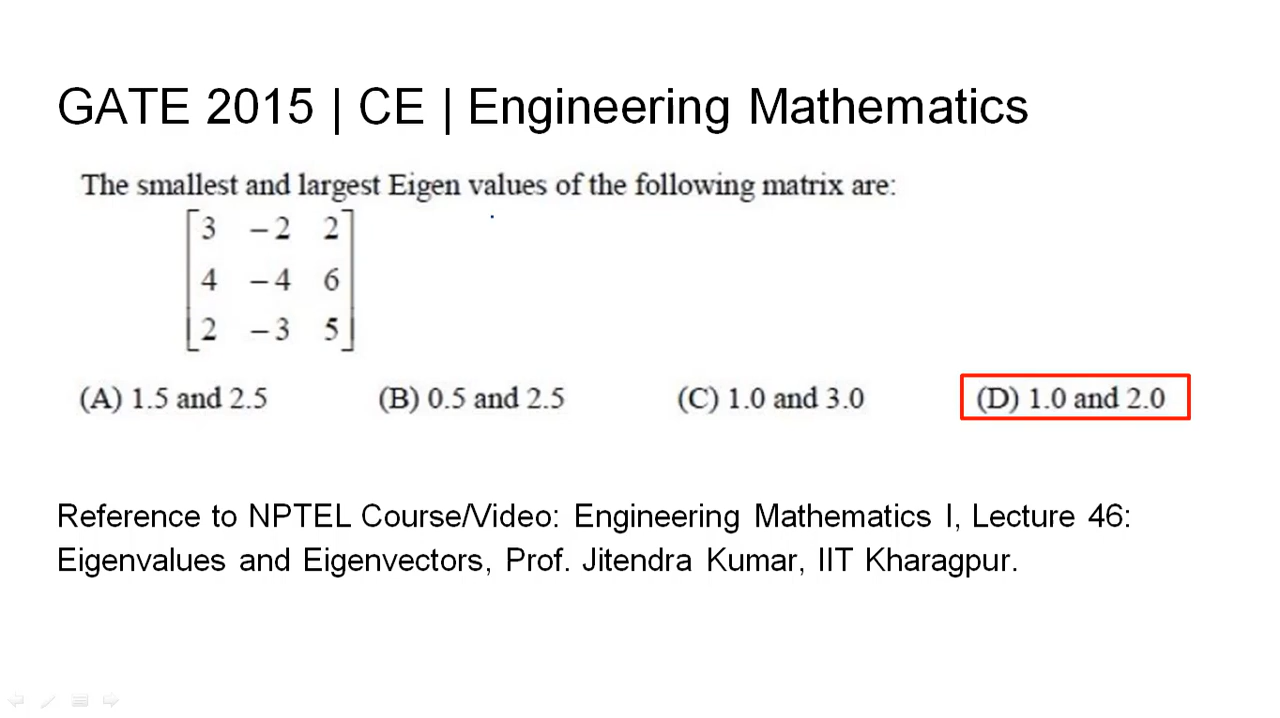 GATE 2015 | CE | Engineering Mathematics
The smallest and largest Eigen values of the following matrix are:
3 −2 2
4 −4 6
2 −3 5
(A) 1.5 and 2.5 (B) 0.5 and 2.5 (C) 1.0 and 3.0 (D) 1.0 and 2.0
Reference to NPTEL Course/Video: Engineering Mathematics I, Lecture 46:
Eigenvalues and Eigenvectors, Prof. Jitendra Kumar, IIT Kharagpur.